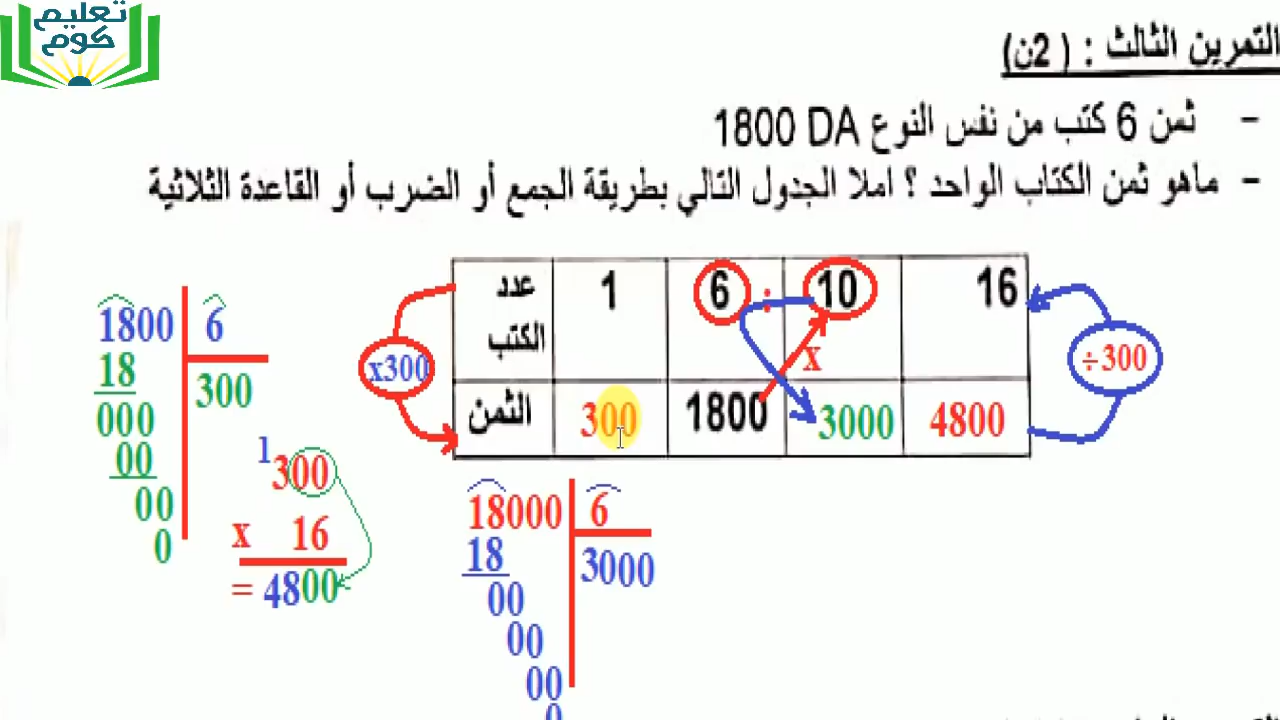 تعليم
كوم
التمرين الثالث : ( 2ن)
- ثمن 6 كتب من نفس النوع 1800 DA
- ماهو ثمن الكتاب الواحد ؟ املا الجدول التالي بطريقة الجمع أو الضرب أو القاعدة الثلاثية
عدد الكتب 1 6 ÷ 10 16
x300 x ÷300
الثمن 300 1800 3000 4800
1800 6
18 300
000
00
00
0
1
300
x 16
= 4800
18000 6
18 3000
00
00
00
0